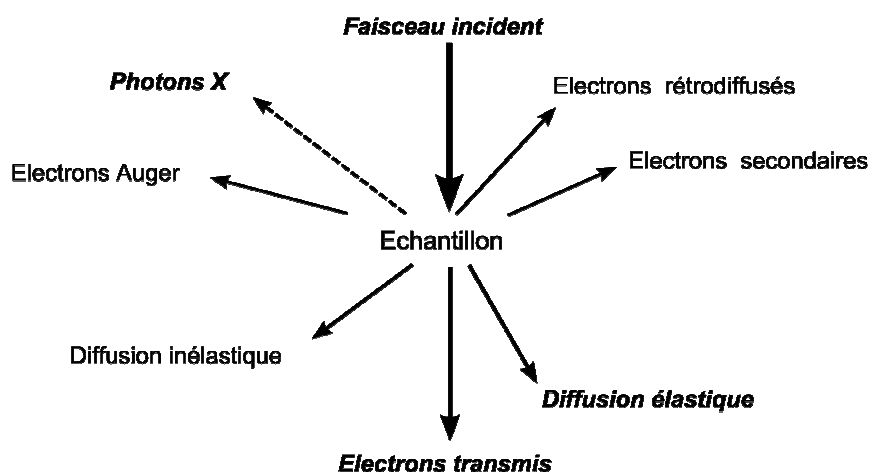 Faisceau incident
Photons X
Electrons rétrodiffusés
Electrons Auger
Electrons secondaires
Echantillon
Diffusion inélastique
Diffusion élastique
Electrons transmis